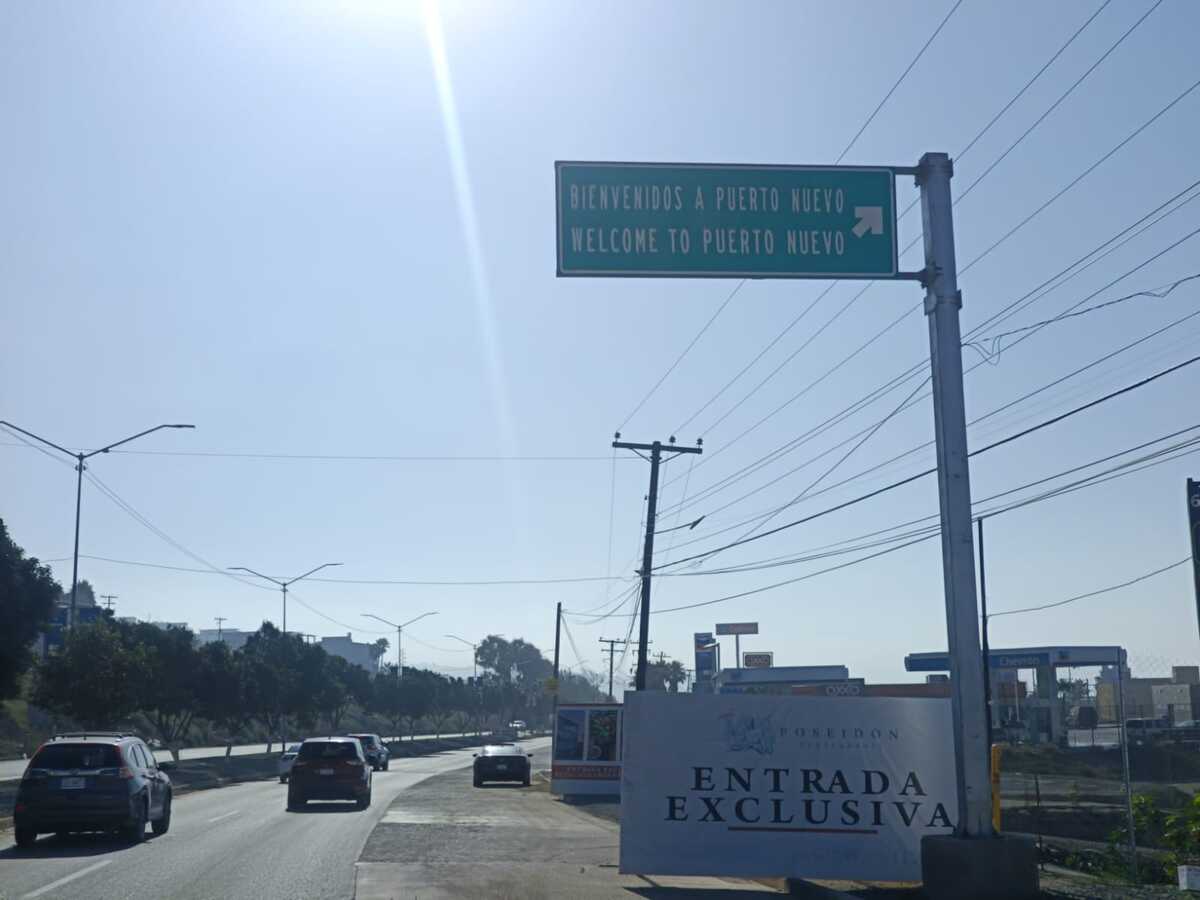 BIENVENIDOS A PUERTO NUEVO
WELCOME TO PUERTO NUEVO
POSEIDON
ENTRADA
EXCLUSIVA
OXXO
Chevron